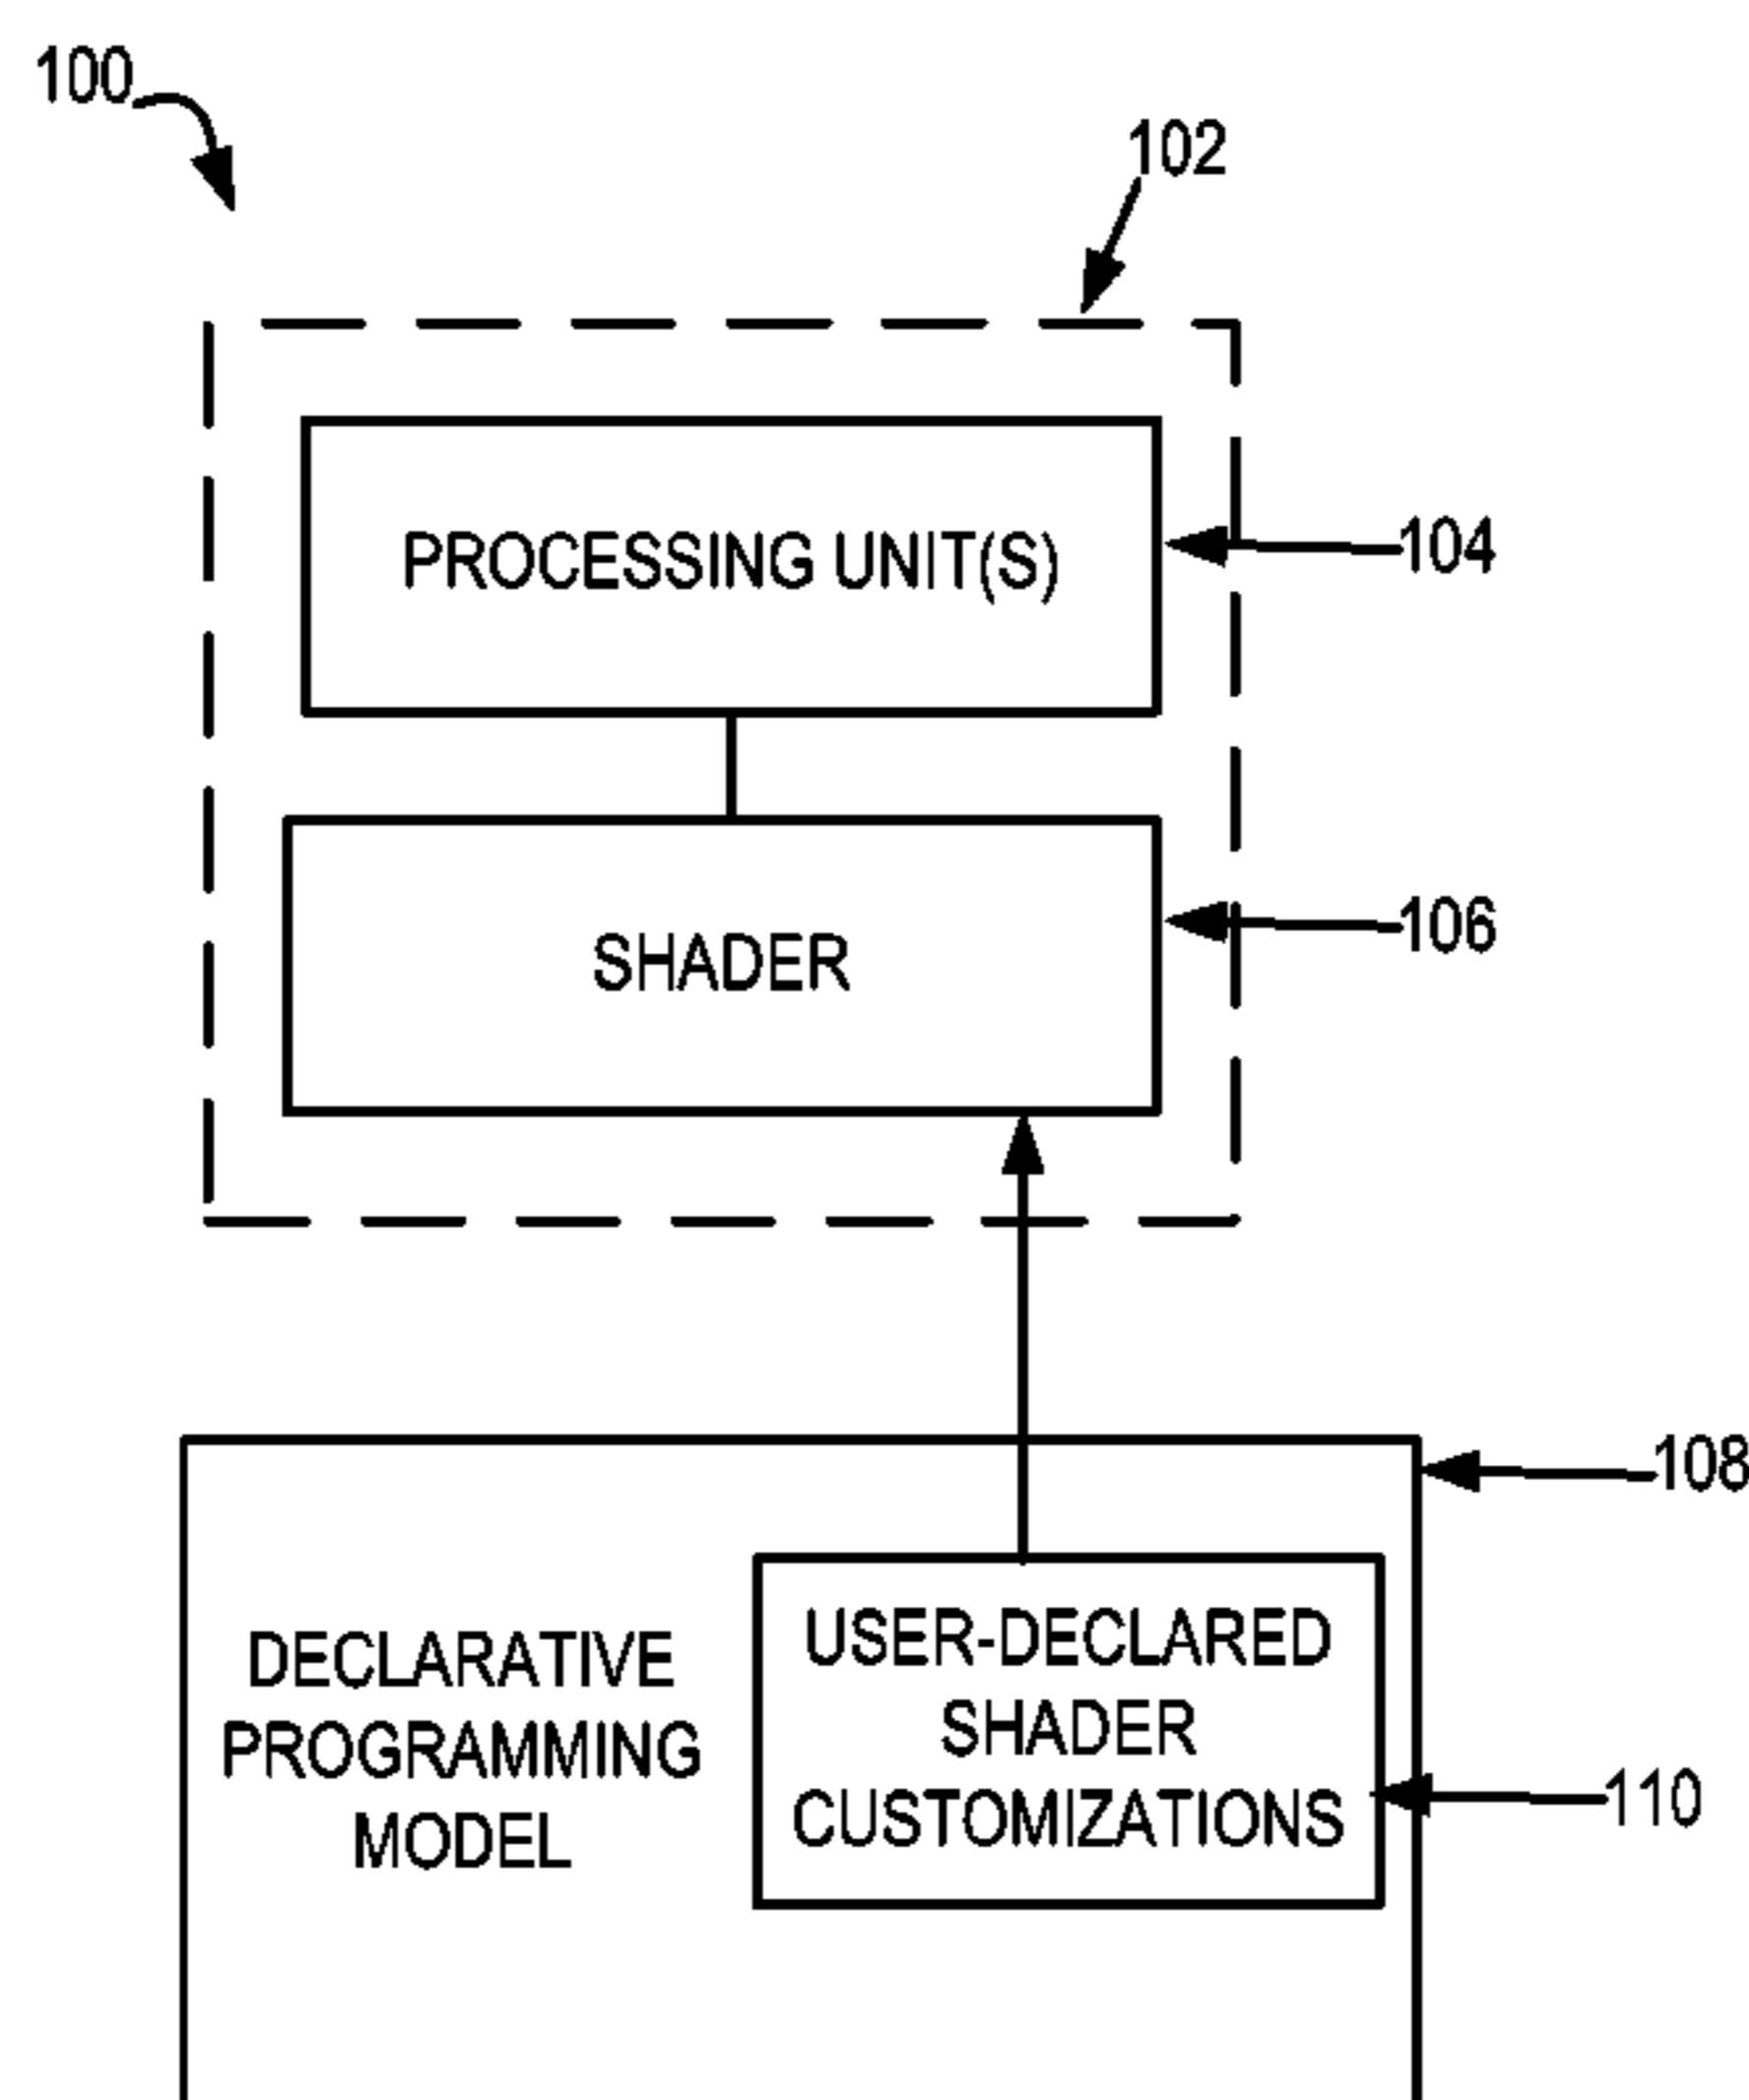 100
102
PROCESSING UNIT(S)
104
SHADER
106
108
DECLARATIVE
PROGRAMMING
MODEL
USER-DECLARED
SHADER
CUSTOMIZATIONS
110